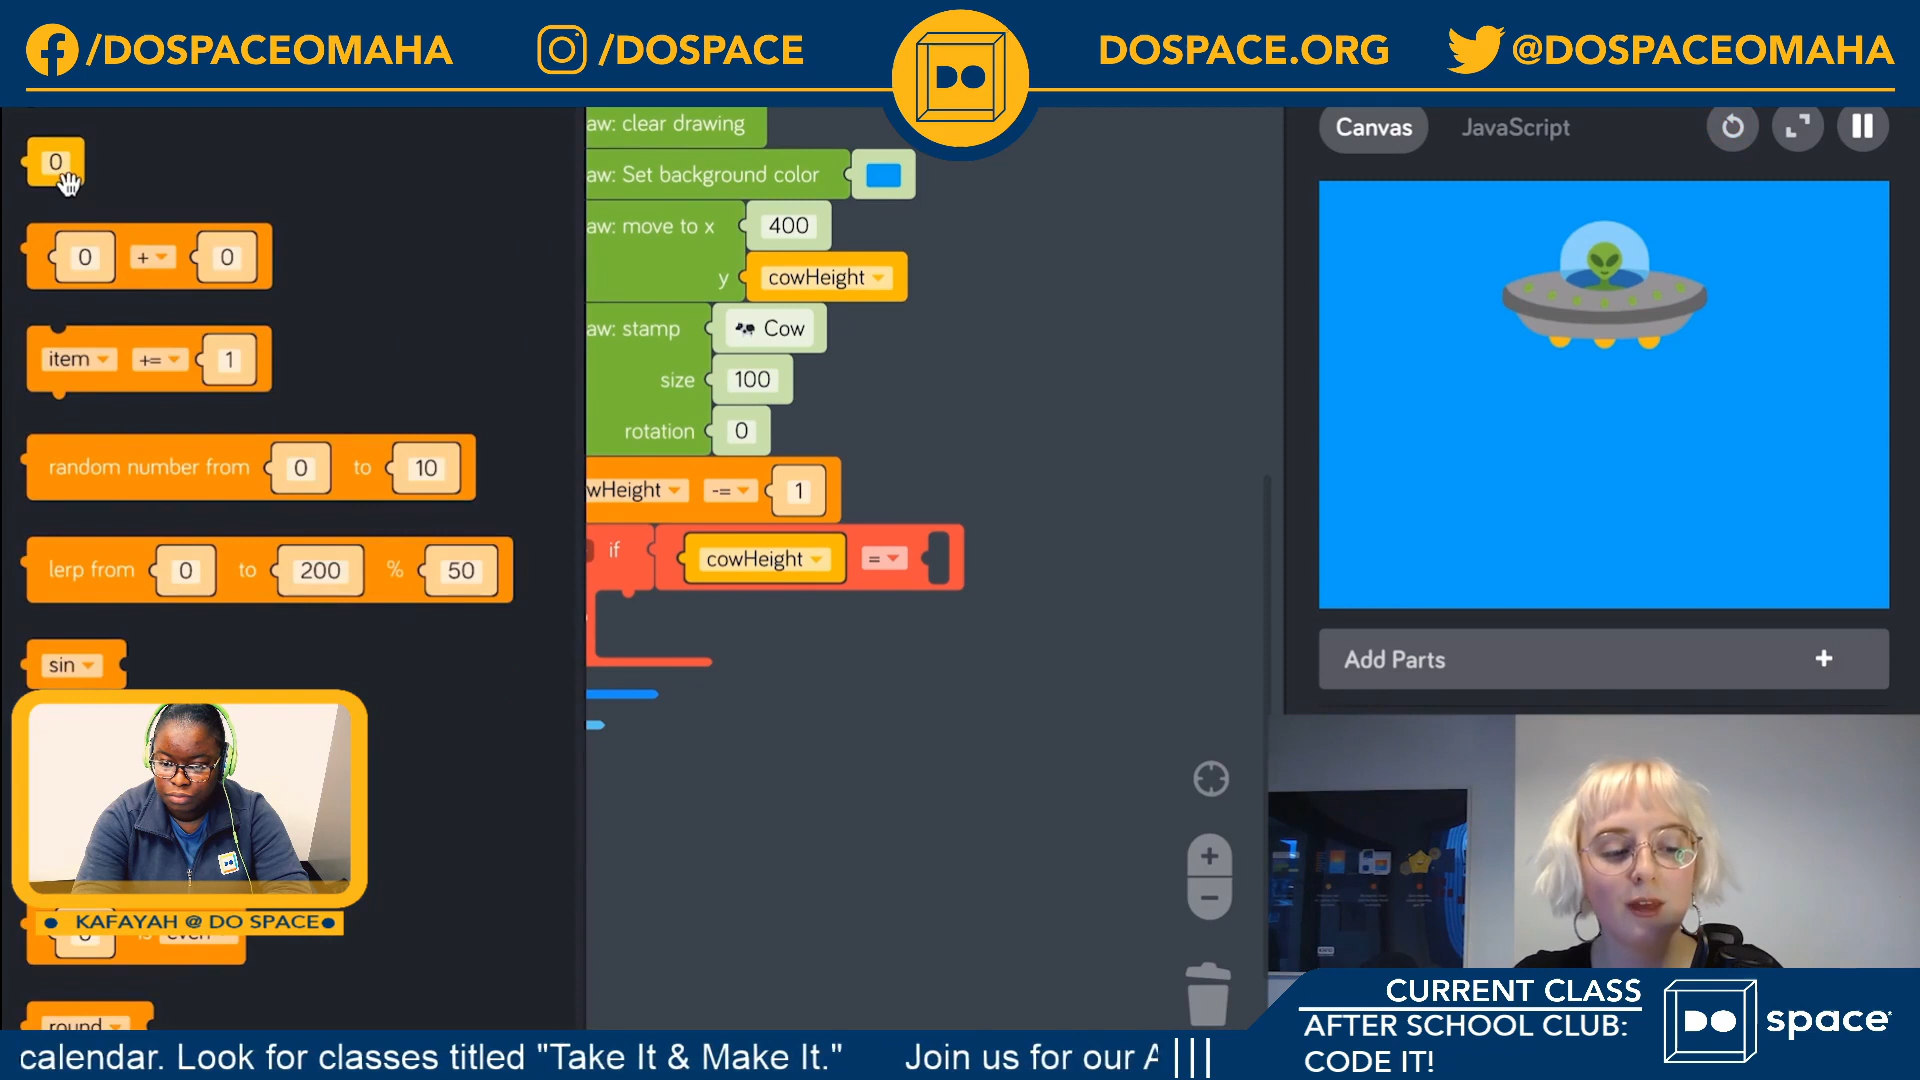 /DOSPACEOMAHA
/DOSPACE
DO
DOSPACE.ORG
@DOSPACEOMAHA
0
0 + 0
item += 1
random number from 0 to 10
lerp from 0 to 200 % 50
sin
even
round
aw: clear drawing
aw: Set background color
aw: move to x 400
y cowHeight
aw: stamp Cow
size 100
rotation 0
wHeight -= 1
if cowHeight =
Canvas
JavaScript
Add Parts +
KAFAYAH @ DO SPACE
CURRENT CLASS
AFTER SCHOOL CLUB:
CODE IT!
DO space
calendar. Look for classes titled "Take It & Make It." Join us for our A